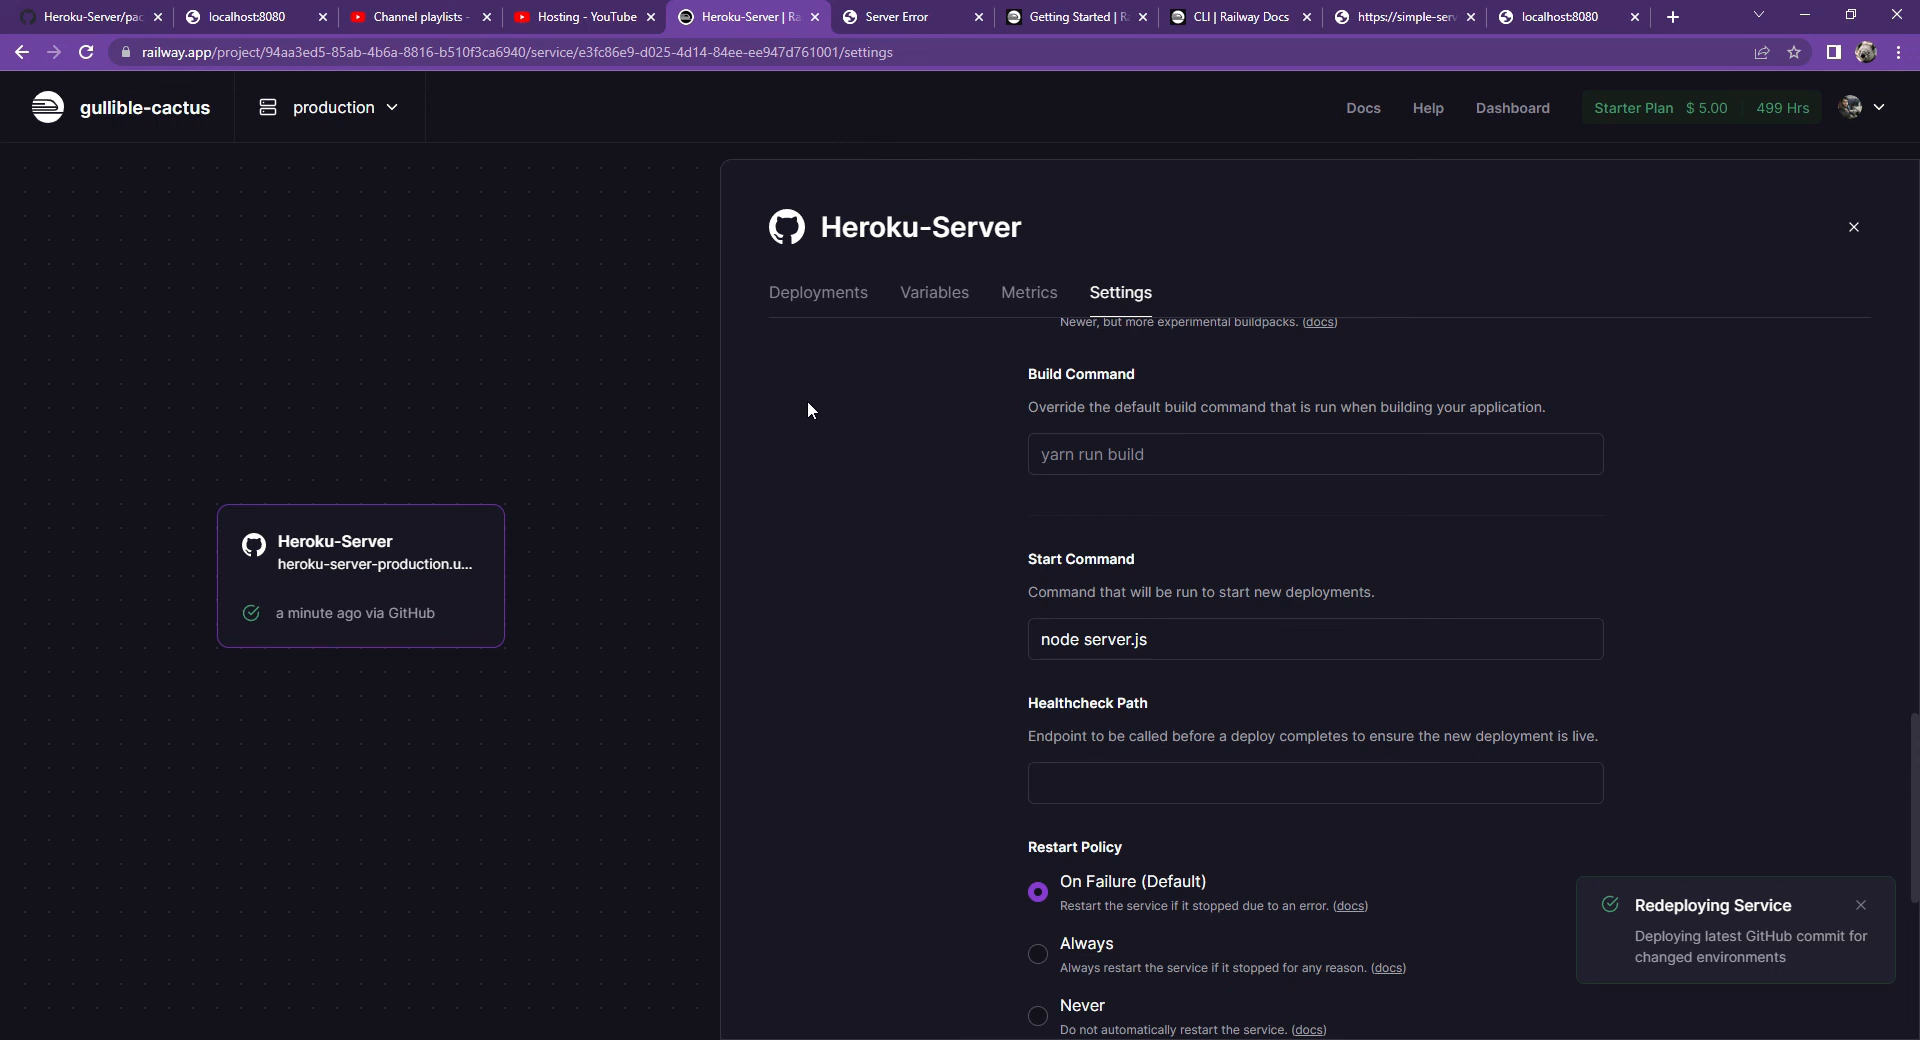 Heroku-Server/pac
localhost:8080
Channel playlists -
Hosting - YouTube
Heroku-Server | Ra
Server Error
Getting Started | R
CLI | Railway Docs
https://simple-serv
localhost:8080
railway.app/project/94aa3ed5-85ab-4b6a-8816-b510f3ca6940/service/e3fc86e9-d025-4d14-84ee-ee947d761001/settings
gullible-cactus
production
Docs
Help
Dashboard
Starter Plan $ 5.00 499 Hrs
Heroku-Server
Deployments
Variables
Metrics
Settings
Newer, but more experimental buildpacks. (docs)
Build Command
Override the default build command that is run when building your application.
yarn run build
Start Command
Command that will be run to start new deployments.
node server.js
Healthcheck Path
Endpoint to be called before a deploy completes to ensure the new deployment is live.
Restart Policy
On Failure (Default)
Restart the service if it stopped due to an error. (docs)
Always
Always restart the service if it stopped for any reason. (docs)
Never
Do not automatically restart the service. (docs)
Heroku-Server
heroku-server-production.u...
a minute ago via GitHub
Redeploying Service
Deploying latest GitHub commit for
changed environments